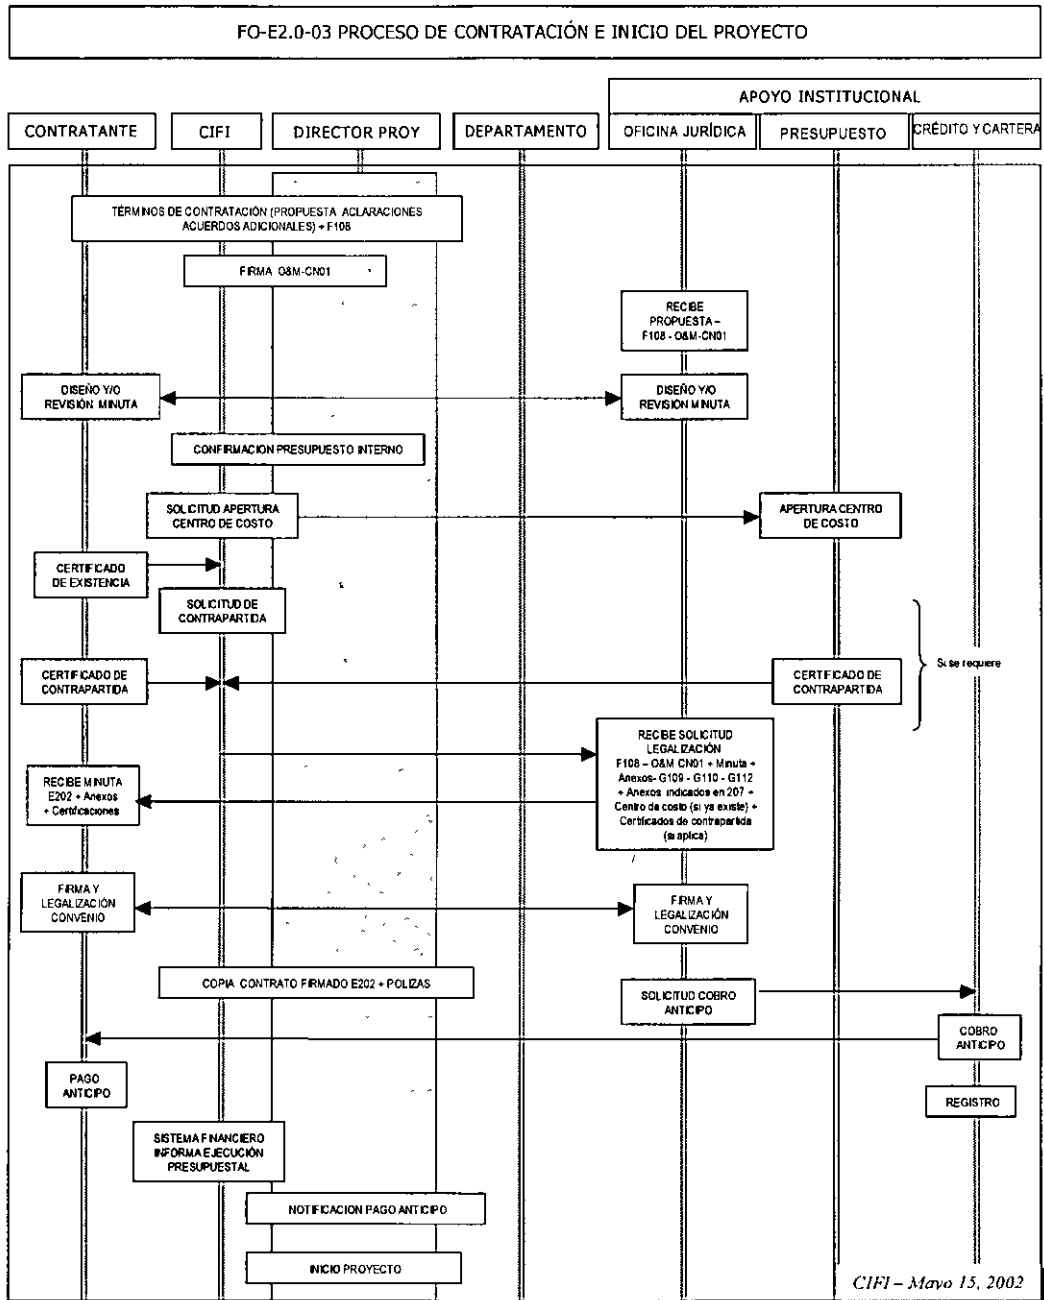 FO-E2.0-03 PROCESO DE CONTRATACIÓN E INICIO DEL PROYECTO
APOYO INSTITUCIONAL
CONTRATANTE
CIFI
DIRECTOR PROY
DEPARTAMENTO
OFICINA JURÍDICA
PRESUPUESTO
CRÉDITO Y CARTERA
TÉRMINOS DE CONTRATACIÓN (PROPUESTA ACLARACIONES
ACUERDOS ADICIONALES) + F108
FIRMA O&M-CN01
RECIBE
PROPUESTA –
F108 - O&M-CN01
DISEÑO Y/O
REVISIÓN MINUTA
DISEÑO Y/O
REVISIÓN MINUTA
CONFIRMACION PRESUPUESTO INTERNO
SOLICITUD APERTURA
CENTRO DE COSTO
APERTURA CENTRO
DE COSTO
CERTIFICADO
DE EXISTENCIA
SOLICITUD DE
CONTRAPARTIDA
Si se requiere
CERTIFICADO DE
CONTRAPARTIDA
CERTIFICADO DE
CONTRAPARTIDA
RECIBE SOLICITUD
LEGALIZACIÓN
F108 – O&M CN01 + Minuta +
Anexos- G109 - G110 - G112
+ Anexos indicados en 207 +
Centro de costo (si ya existe) +
Certificados de contrapartida
(si aplica)
RECIBE MINUTA
E202 + Anexos
+ Certificaciones
FIRMA Y
LEGALIZACIÓN
CONVENIO
FIRMA Y
LEGALIZACIÓN
CONVENIO
COPIA CONTRATO FIRMADO E202 + POLIZAS
SOLICITUD COBRO
ANTICIPO
COBRO
ANTICIPO
PAGO
ANTICIPO
REGISTRO
SISTEMA FINANCIERO
INFORMA EJECUCIÓN
PRESUPUESTAL
NOTIFICACION PAGO ANTICIPO
INICIO PROYECTO
CIFI – Mayo 15, 2002